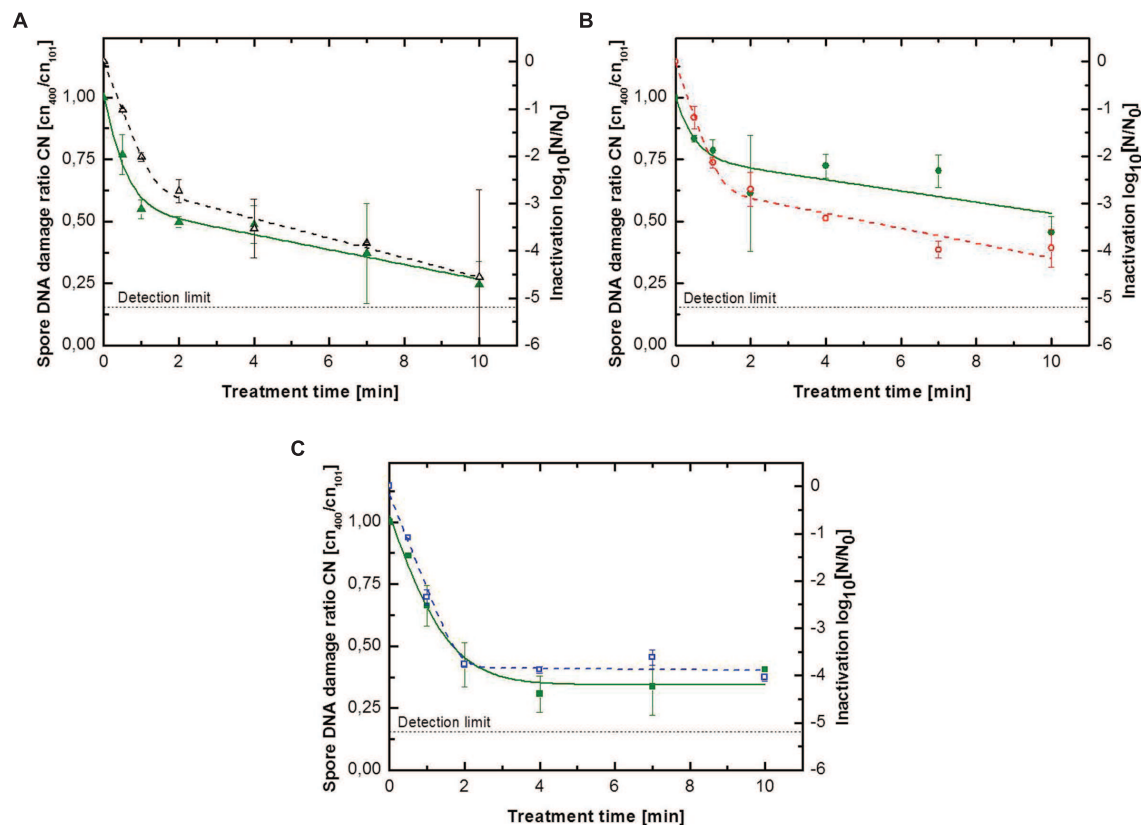 A
Spore DNA damage ratio CN [cn400/cn101]
1,00
0,75
0,50
0,25
0,00
Detection limit
0
-1
-2
-3
-4
-5
-6
Inactivation log10[N/N0]
0 2 4 6 8 10
Treatment time [min]
B
Spore DNA damage ratio CN [cn400/cn101]
1,00
0,75
0,50
0,25
0,00
Detection limit
0
-1
-2
-3
-4
-5
-6
Inactivation log10[N/N0]
0 2 4 6 8 10
Treatment time [min]
C
Spore DNA damage ratio CN [cn400/cn101]
1,00
0,75
0,50
0,25
0,00
Detection limit
0
-1
-2
-3
-4
-5
-6
Inactivation log10[N/N0]
0 2 4 6 8 10
Treatment time [min]